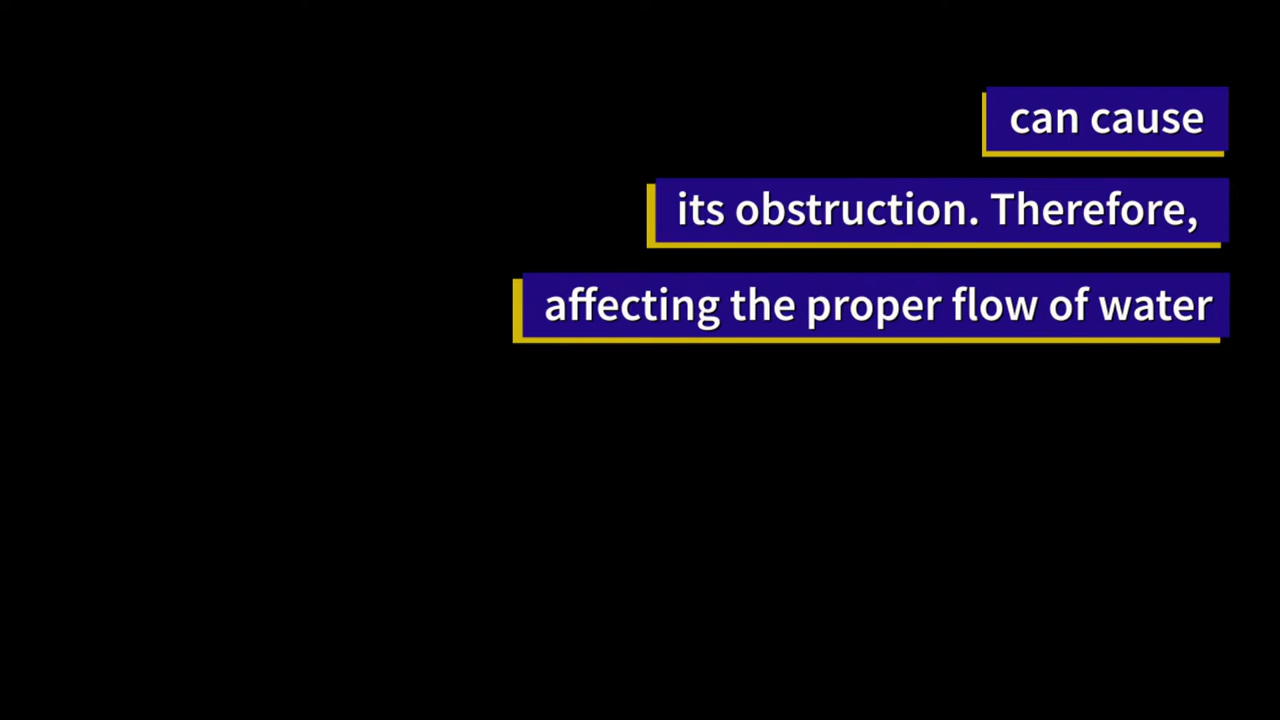 can cause
its obstruction. Therefore,
affecting the proper flow of water